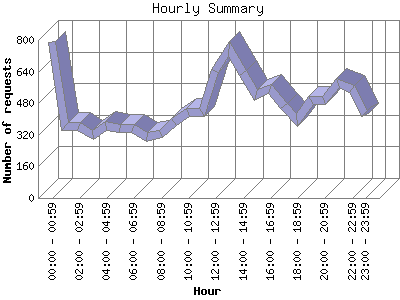 Hourly Summary
Number of requests
800
640
480
320
160
0
00:00 - 00:59
02:00 - 02:59
04:00 - 04:59
06:00 - 06:59
08:00 - 08:59
10:00 - 10:59
12:00 - 12:59
14:00 - 14:59
16:00 - 16:59
18:00 - 18:59
20:00 - 20:59
22:00 - 22:59
23:00 - 23:59
Hour